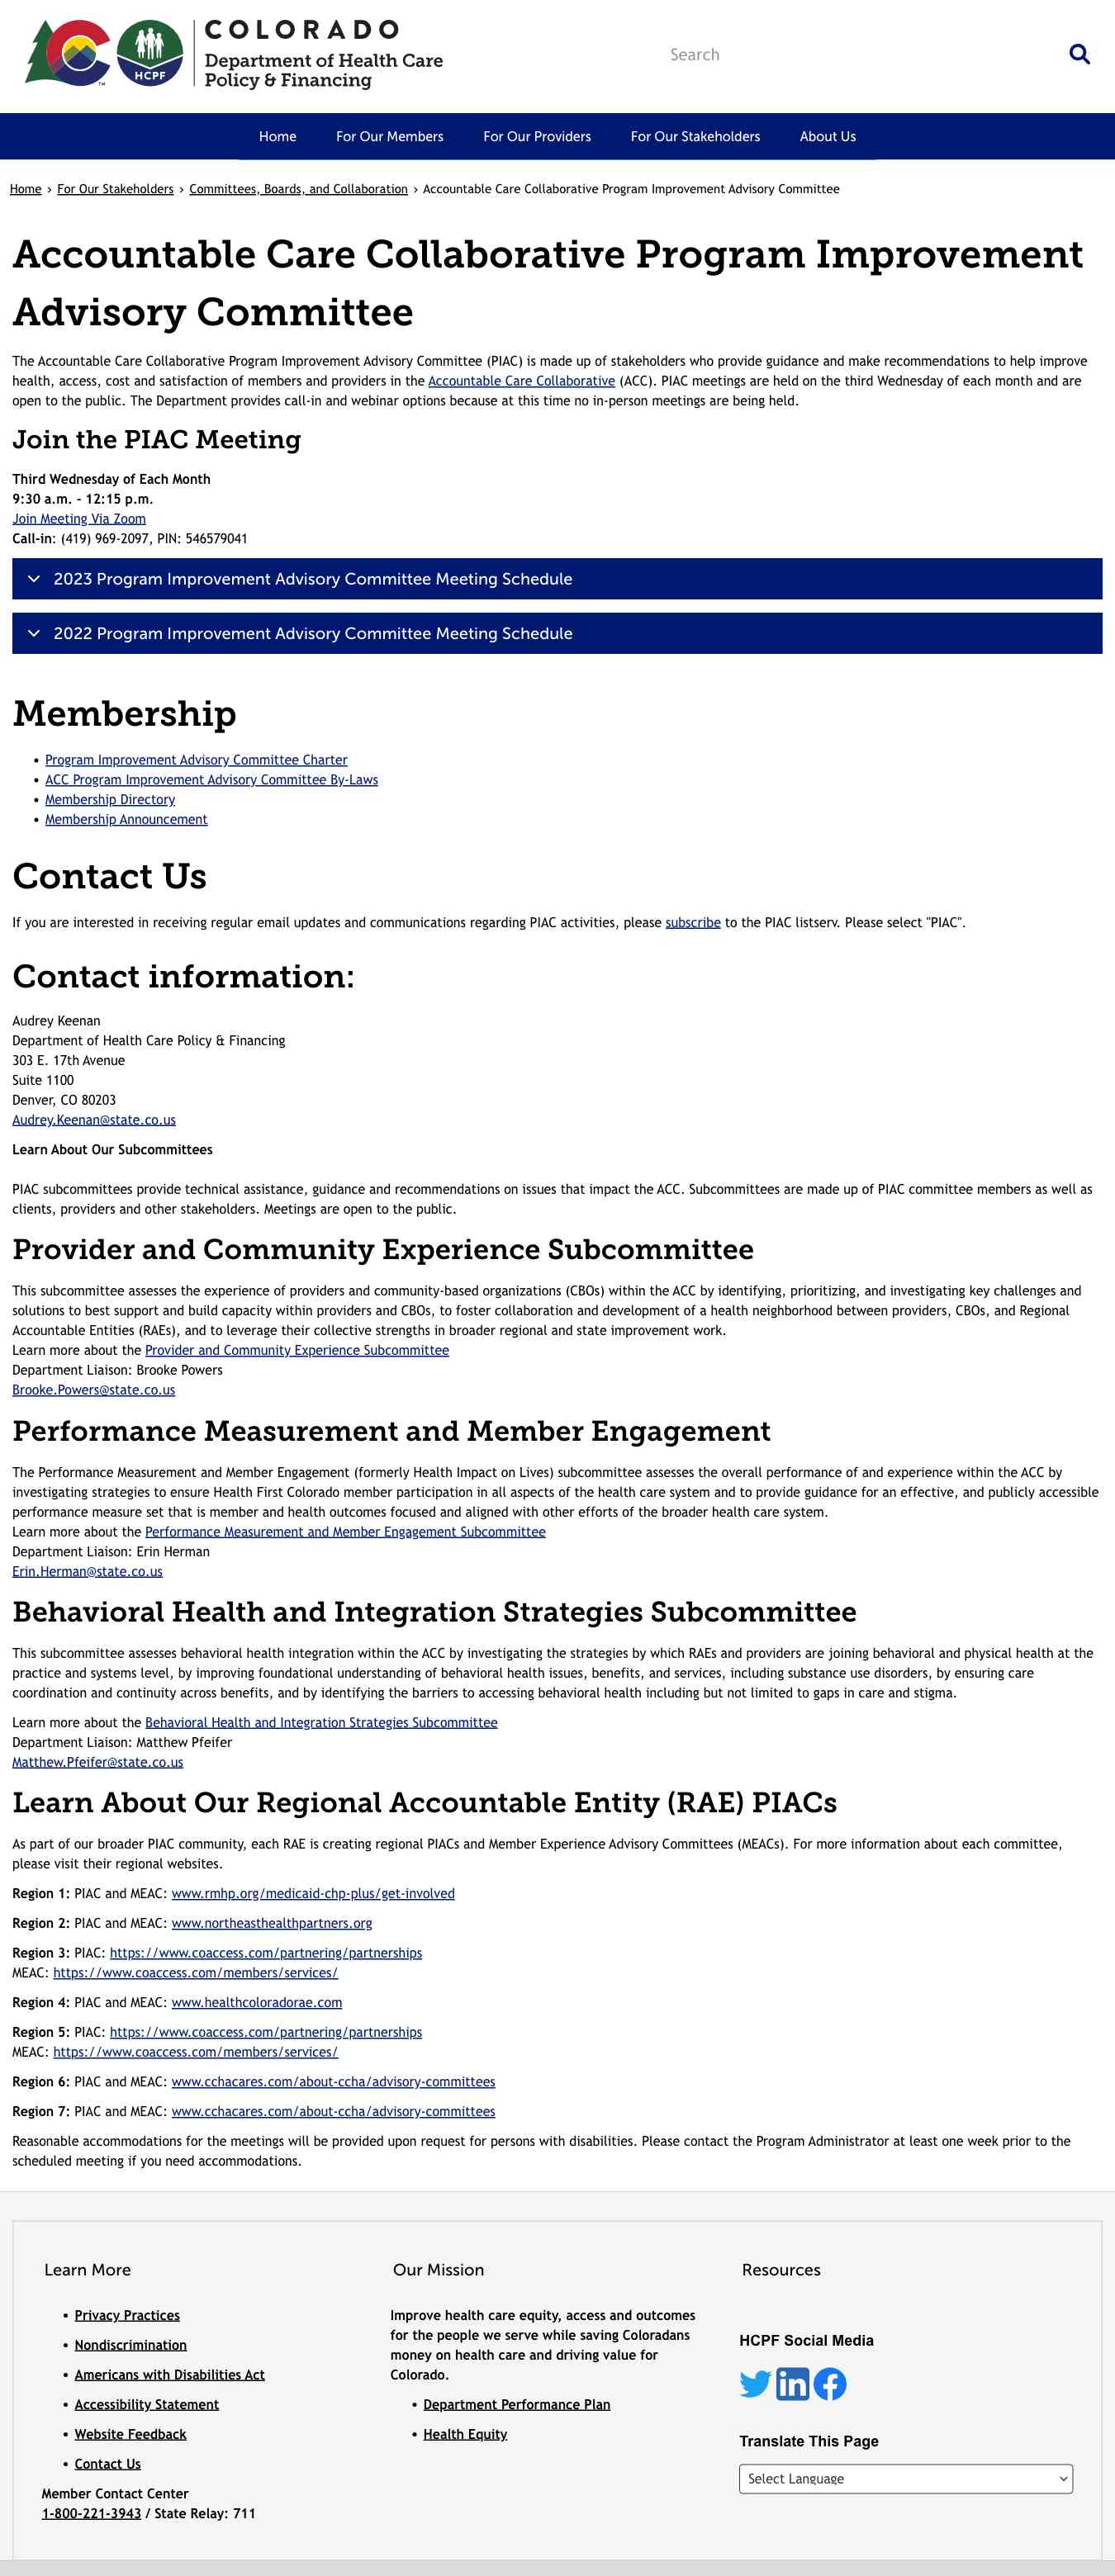 COLORADO
Department of Health Care
Policy & Financing
HCPF
TM
Search
Home
For Our Members
For Our Providers
For Our Stakeholders
About Us
Home › For Our Stakeholders › Committees, Boards, and Collaboration › Accountable Care Collaborative Program Improvement Advisory Committee
Accountable Care Collaborative Program Improvement
Advisory Committee
The Accountable Care Collaborative Program Improvement Advisory Committee (PIAC) is made up of stakeholders who provide guidance and make recommendations to help improve
health, access, cost and satisfaction of members and providers in the Accountable Care Collaborative (ACC). PIAC meetings are held on the third Wednesday of each month and are
open to the public. The Department provides call-in and webinar options because at this time no in-person meetings are being held.
Join the PIAC Meeting
Third Wednesday of Each Month
9:30 a.m. - 12:15 p.m.
Join Meeting Via Zoom
Call-in: (419) 969-2097, PIN: 546579041
2023 Program Improvement Advisory Committee Meeting Schedule
2022 Program Improvement Advisory Committee Meeting Schedule
Membership
• Program Improvement Advisory Committee Charter
• ACC Program Improvement Advisory Committee By-Laws
• Membership Directory
• Membership Announcement
Contact Us
If you are interested in receiving regular email updates and communications regarding PIAC activities, please subscribe to the PIAC listserv. Please select "PIAC".
Contact information:
Audrey Keenan
Department of Health Care Policy & Financing
303 E. 17th Avenue
Suite 1100
Denver, CO 80203
Audrey.Keenan@state.co.us
Learn About Our Subcommittees
PIAC subcommittees provide technical assistance, guidance and recommendations on issues that impact the ACC. Subcommittees are made up of PIAC committee members as well as
clients, providers and other stakeholders. Meetings are open to the public.
Provider and Community Experience Subcommittee
This subcommittee assesses the experience of providers and community-based organizations (CBOs) within the ACC by identifying, prioritizing, and investigating key challenges and
solutions to best support and build capacity within providers and CBOs, to foster collaboration and development of a health neighborhood between providers, CBOs, and Regional
Accountable Entities (RAEs), and to leverage their collective strengths in broader regional and state improvement work.
Learn more about the Provider and Community Experience Subcommittee
Department Liaison: Brooke Powers
Brooke.Powers@state.co.us
Performance Measurement and Member Engagement
The Performance Measurement and Member Engagement (formerly Health Impact on Lives) subcommittee assesses the overall performance of and experience within the ACC by
investigating strategies to ensure Health First Colorado member participation in all aspects of the health care system and to provide guidance for an effective, and publicly accessible
performance measure set that is member and health outcomes focused and aligned with other efforts of the broader health care system.
Learn more about the Performance Measurement and Member Engagement Subcommittee
Department Liaison: Erin Herman
Erin.Herman@state.co.us
Behavioral Health and Integration Strategies Subcommittee
This subcommittee assesses behavioral health integration within the ACC by investigating the strategies by which RAEs and providers are joining behavioral and physical health at the
practice and systems level, by improving foundational understanding of behavioral health issues, benefits, and services, including substance use disorders, by ensuring care
coordination and continuity across benefits, and by identifying the barriers to accessing behavioral health including but not limited to gaps in care and stigma.
Learn more about the Behavioral Health and Integration Strategies Subcommittee
Department Liaison: Matthew Pfeifer
Matthew.Pfeifer@state.co.us
Learn About Our Regional Accountable Entity (RAE) PIACs
As part of our broader PIAC community, each RAE is creating regional PIACs and Member Experience Advisory Committees (MEACs). For more information about each committee,
please visit their regional websites.
Region 1: PIAC and MEAC: www.rmhp.org/medicaid-chp-plus/get-involved
Region 2: PIAC and MEAC: www.northeasthealthpartners.org
Region 3: PIAC: https://www.coaccess.com/partnering/partnerships
MEAC: https://www.coaccess.com/members/services/
Region 4: PIAC and MEAC: www.healthcoloradorae.com
Region 5: PIAC: https://www.coaccess.com/partnering/partnerships
MEAC: https://www.coaccess.com/members/services/
Region 6: PIAC and MEAC: www.cchacares.com/about-ccha/advisory-committees
Region 7: PIAC and MEAC: www.cchacares.com/about-ccha/advisory-committees
Reasonable accommodations for the meetings will be provided upon request for persons with disabilities. Please contact the Program Administrator at least one week prior to the
scheduled meeting if you need accommodations.
Learn More
• Privacy Practices
• Nondiscrimination
• Americans with Disabilities Act
• Accessibility Statement
• Website Feedback
• Contact Us
Member Contact Center
1-800-221-3943 / State Relay: 711
Our Mission
Improve health care equity, access and outcomes
for the people we serve while saving Coloradans
money on health care and driving value for
Colorado.
• Department Performance Plan
• Health Equity
Resources
HCPF Social Media
Translate This Page
Select Language